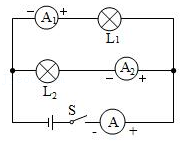 - A₁ +
L₁
L₂
- A₂ +
S
- A +